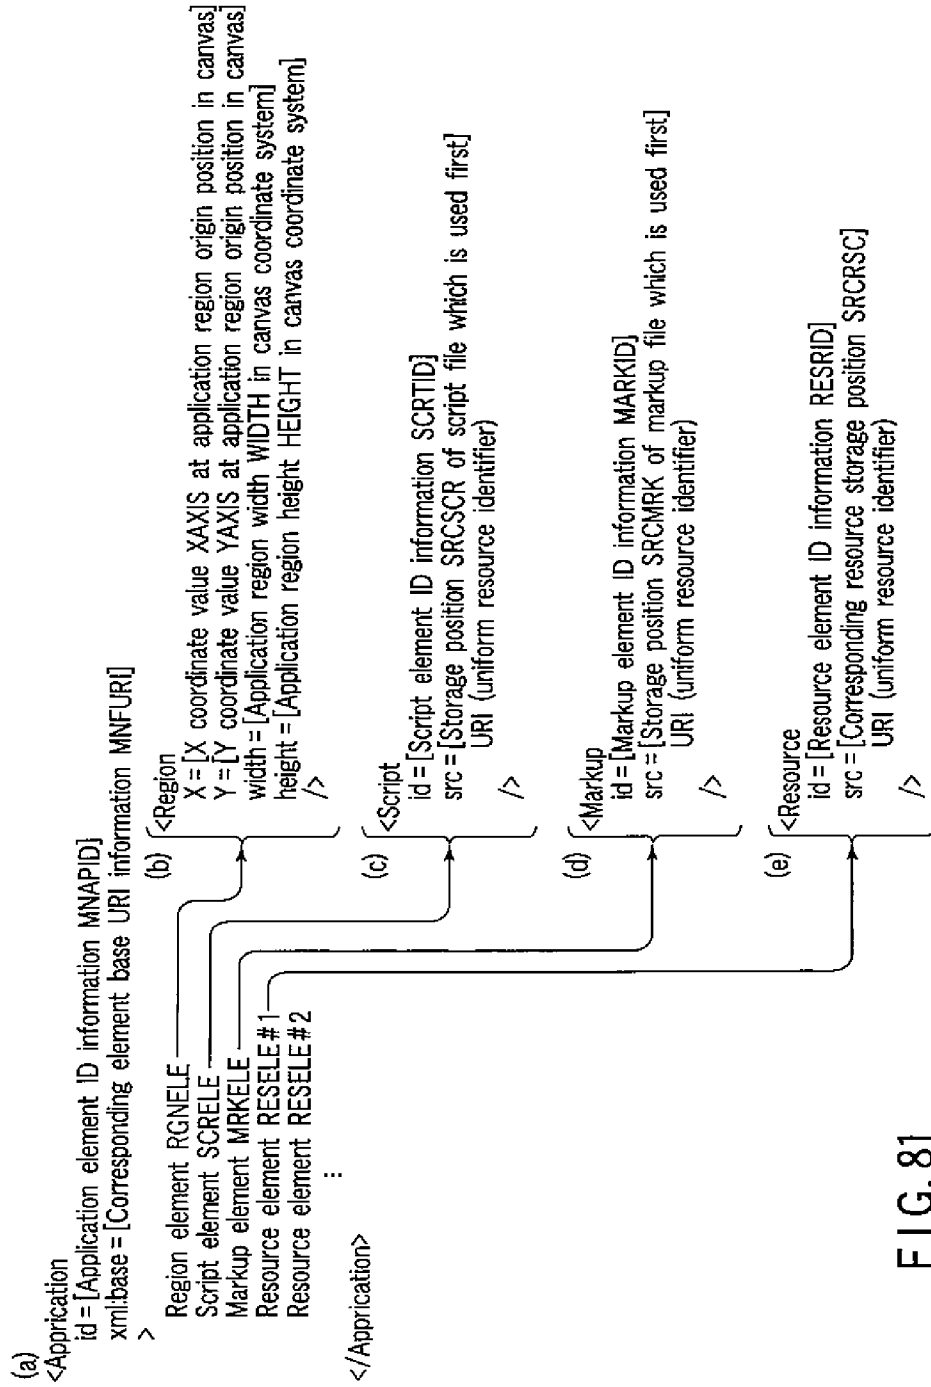 (a)
<Apprication
id = [Application element ID information MNAPID]
xml:base = [Corresponding element base URI information MNFURI]
>
Region element RGNELE
Script element SCRELE
Markup element MRKELE
Resource element RESELE#1
Resource element RESELE#2
⋮
</Apprication>
(b)
<Region
X = [X coordinate value XAXIS at application region origin position in canvas]
Y = [Y coordinate value YAXIS at application region origin position in canvas]
width = [Application region width WIDTH in canvas coordinate system]
height = [Application region height HEIGHT in canvas coordinate system]
/>
(c)
<Script
id = [Script element ID information SCRTID]
src = [Storage position SRCSCR of script file which is used first]
URI (uniform resource identifier)
/>
(d)
<Markup
id = [Markup element ID information MARKID]
src = [Storage position SRCMRK of markup file which is used first]
URI (uniform resource identifier)
/>
(e)
<Resource
id = [Resource element ID information RESRID]
src = [Corresponding resource storage position SRCRSC]
URI (uniform resource identifier)
/>
FIG. 81